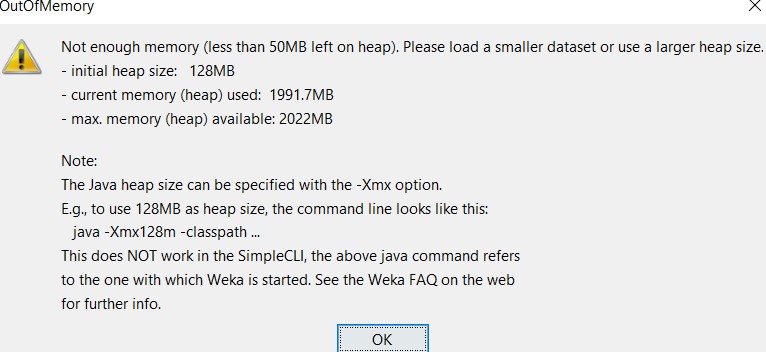 OutOfMemory
Not enough memory (less than 50MB left on heap). Please load a smaller dataset or use a larger heap size.
- initial heap size:   128MB
- current memory (heap) used:  1991.7MB
- max. memory (heap) available: 2022MB
Note:
The Java heap size can be specified with the -Xmx option.
E.g., to use 128MB as heap size, the command line looks like this:
   java -Xmx128m -classpath ...
This does NOT work in the SimpleCLI, the above java command refers
to the one with which Weka is started. See the Weka FAQ on the web
for further info.
OK